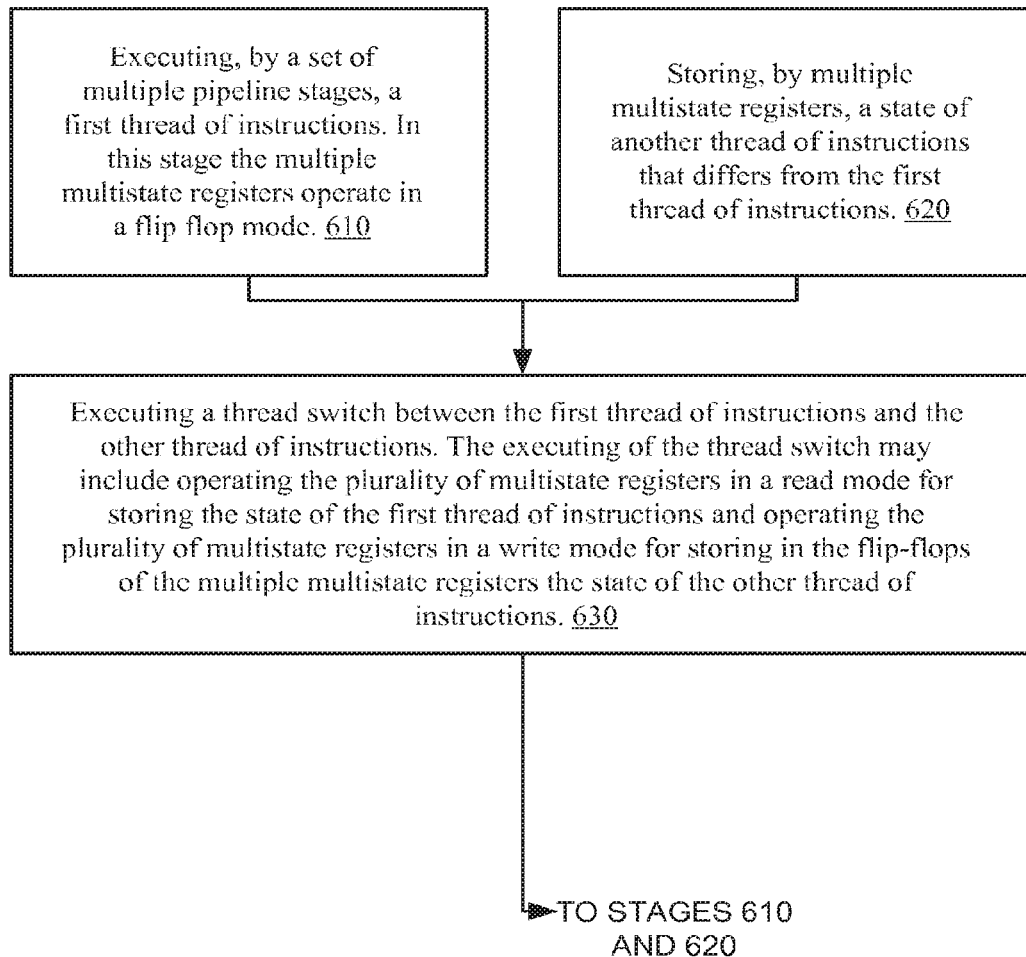 Executing, by a set of
multiple pipeline stages, a
first thread of instructions. In
this stage the multiple
multistate registers operate in
a flip flop mode. 610
Storing, by multiple
multistate registers, a state of
another thread of instructions
that differs from the first
thread of instructions. 620
Executing a thread switch between the first thread of instructions and the
other thread of instructions. The executing of the thread switch may
include operating the plurality of multistate registers in a read mode for
storing the state of the first thread of instructions and operating the
plurality of multistate registers in a write mode for storing in the flip-flops
of the multiple multistate registers the state of the other thread of
instructions. 630
TO STAGES 610
AND 620